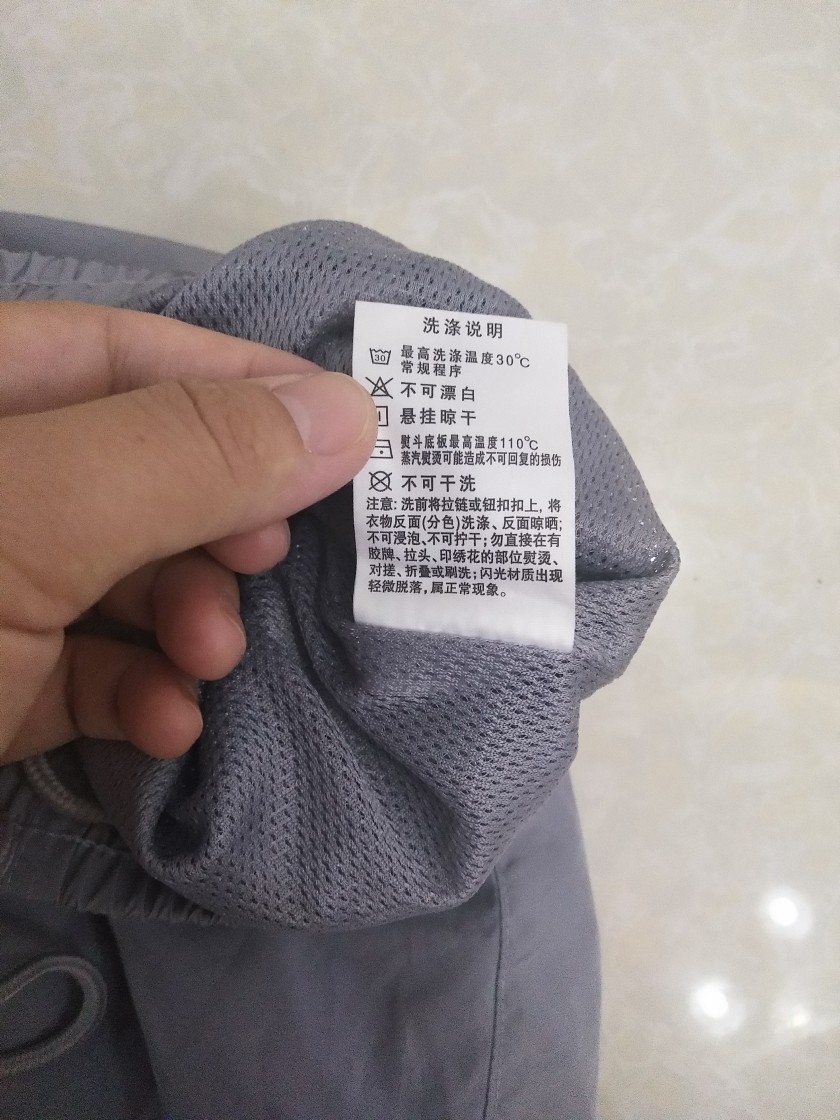 洗涤说明
30
最高洗涤温度30℃
常规程序
不可漂白
悬挂晾干
熨斗底板最高温度110℃
蒸汽熨烫可能造成不可回复的损伤
不可干洗
注意: 洗前将拉链或钮扣扣上, 将
衣物反面(分色)洗涤、反面晾晒;
不可浸泡、不可拧干; 勿直接在有
胶牌、拉头、印绣花的部位熨烫、
对搓、折叠或刷洗; 闪光材质出现
轻微脱落, 属正常现象。